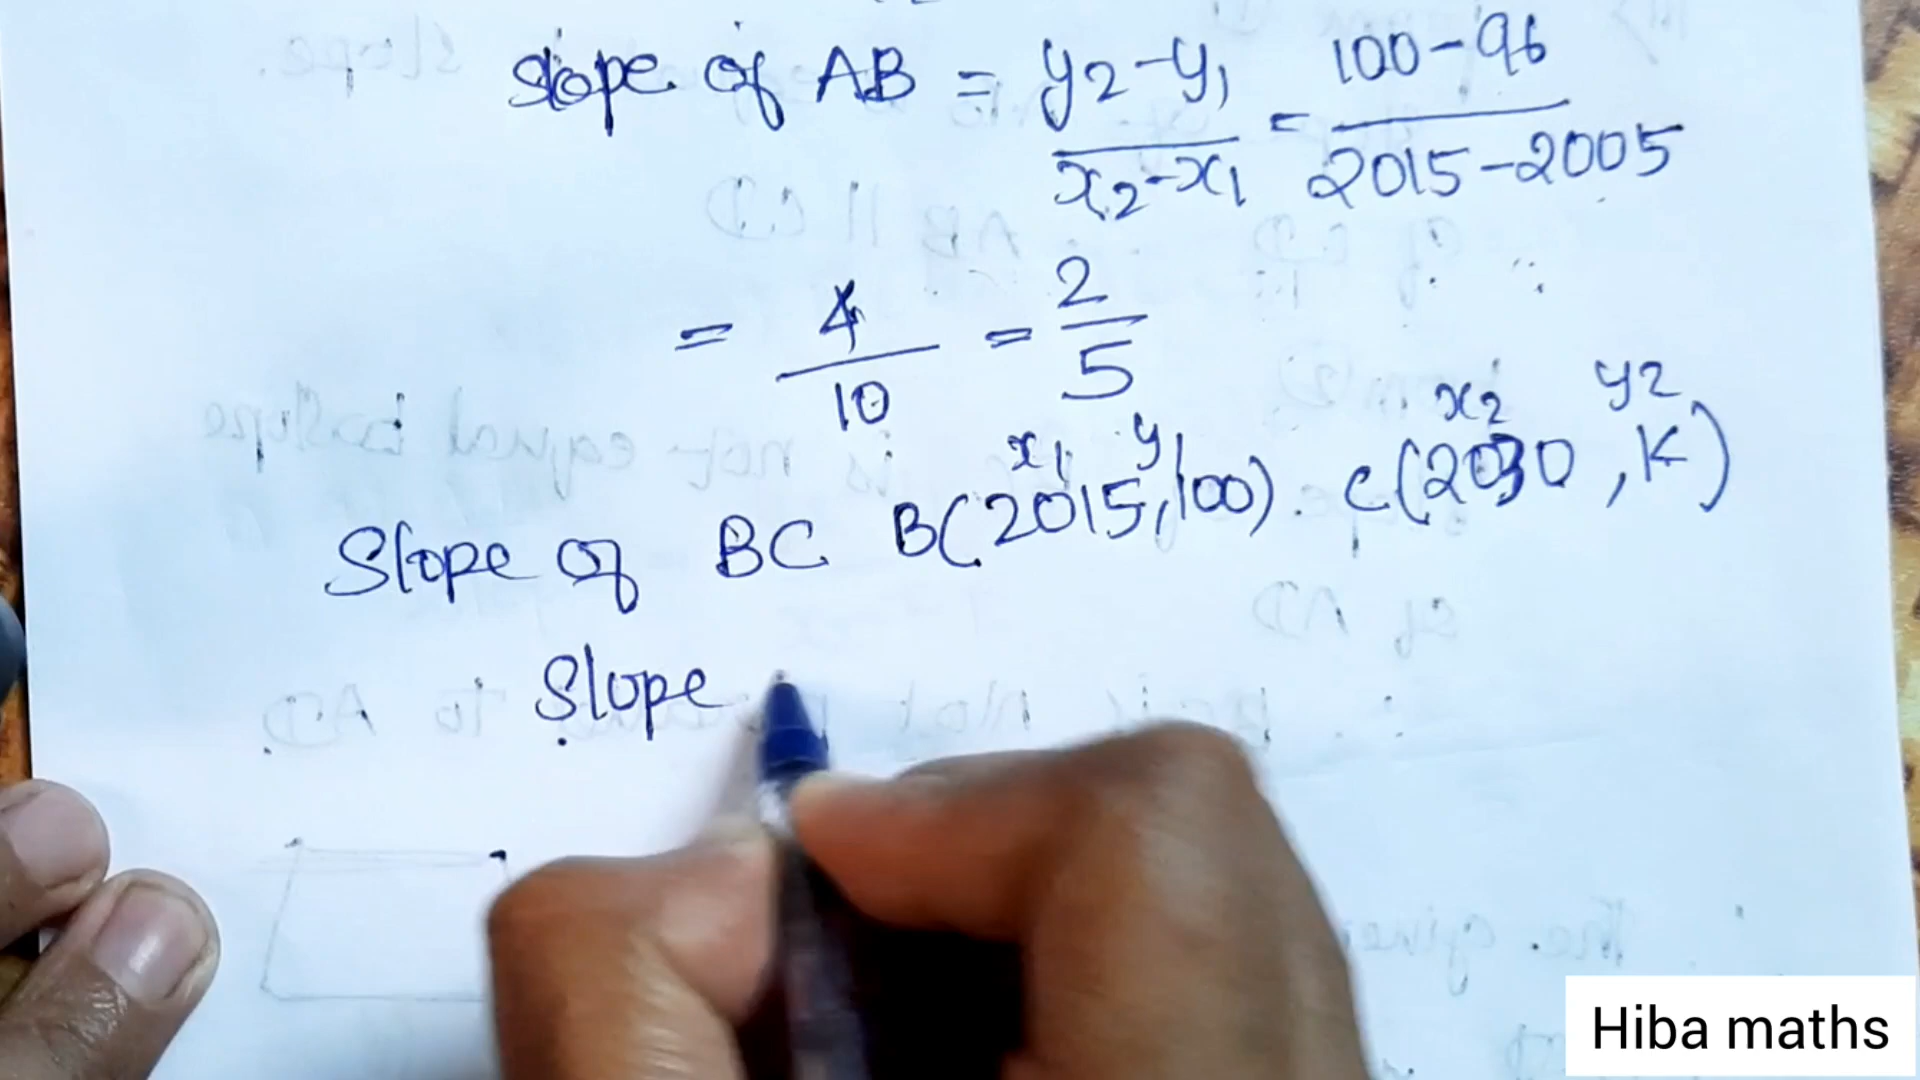 Slope of AB = y2-y1 / x2-x1 = 100-96 / 2015-2005
= 4/10 = 2/5
x1 y1 x2 y2
Slope of BC B(2015,100). C(2030,K)
Slope
Hiba maths